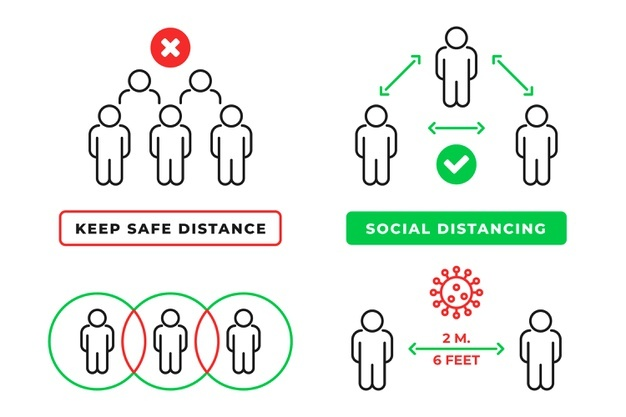 KEEP SAFE DISTANCE
SOCIAL DISTANCING
2 M.
6 FEET